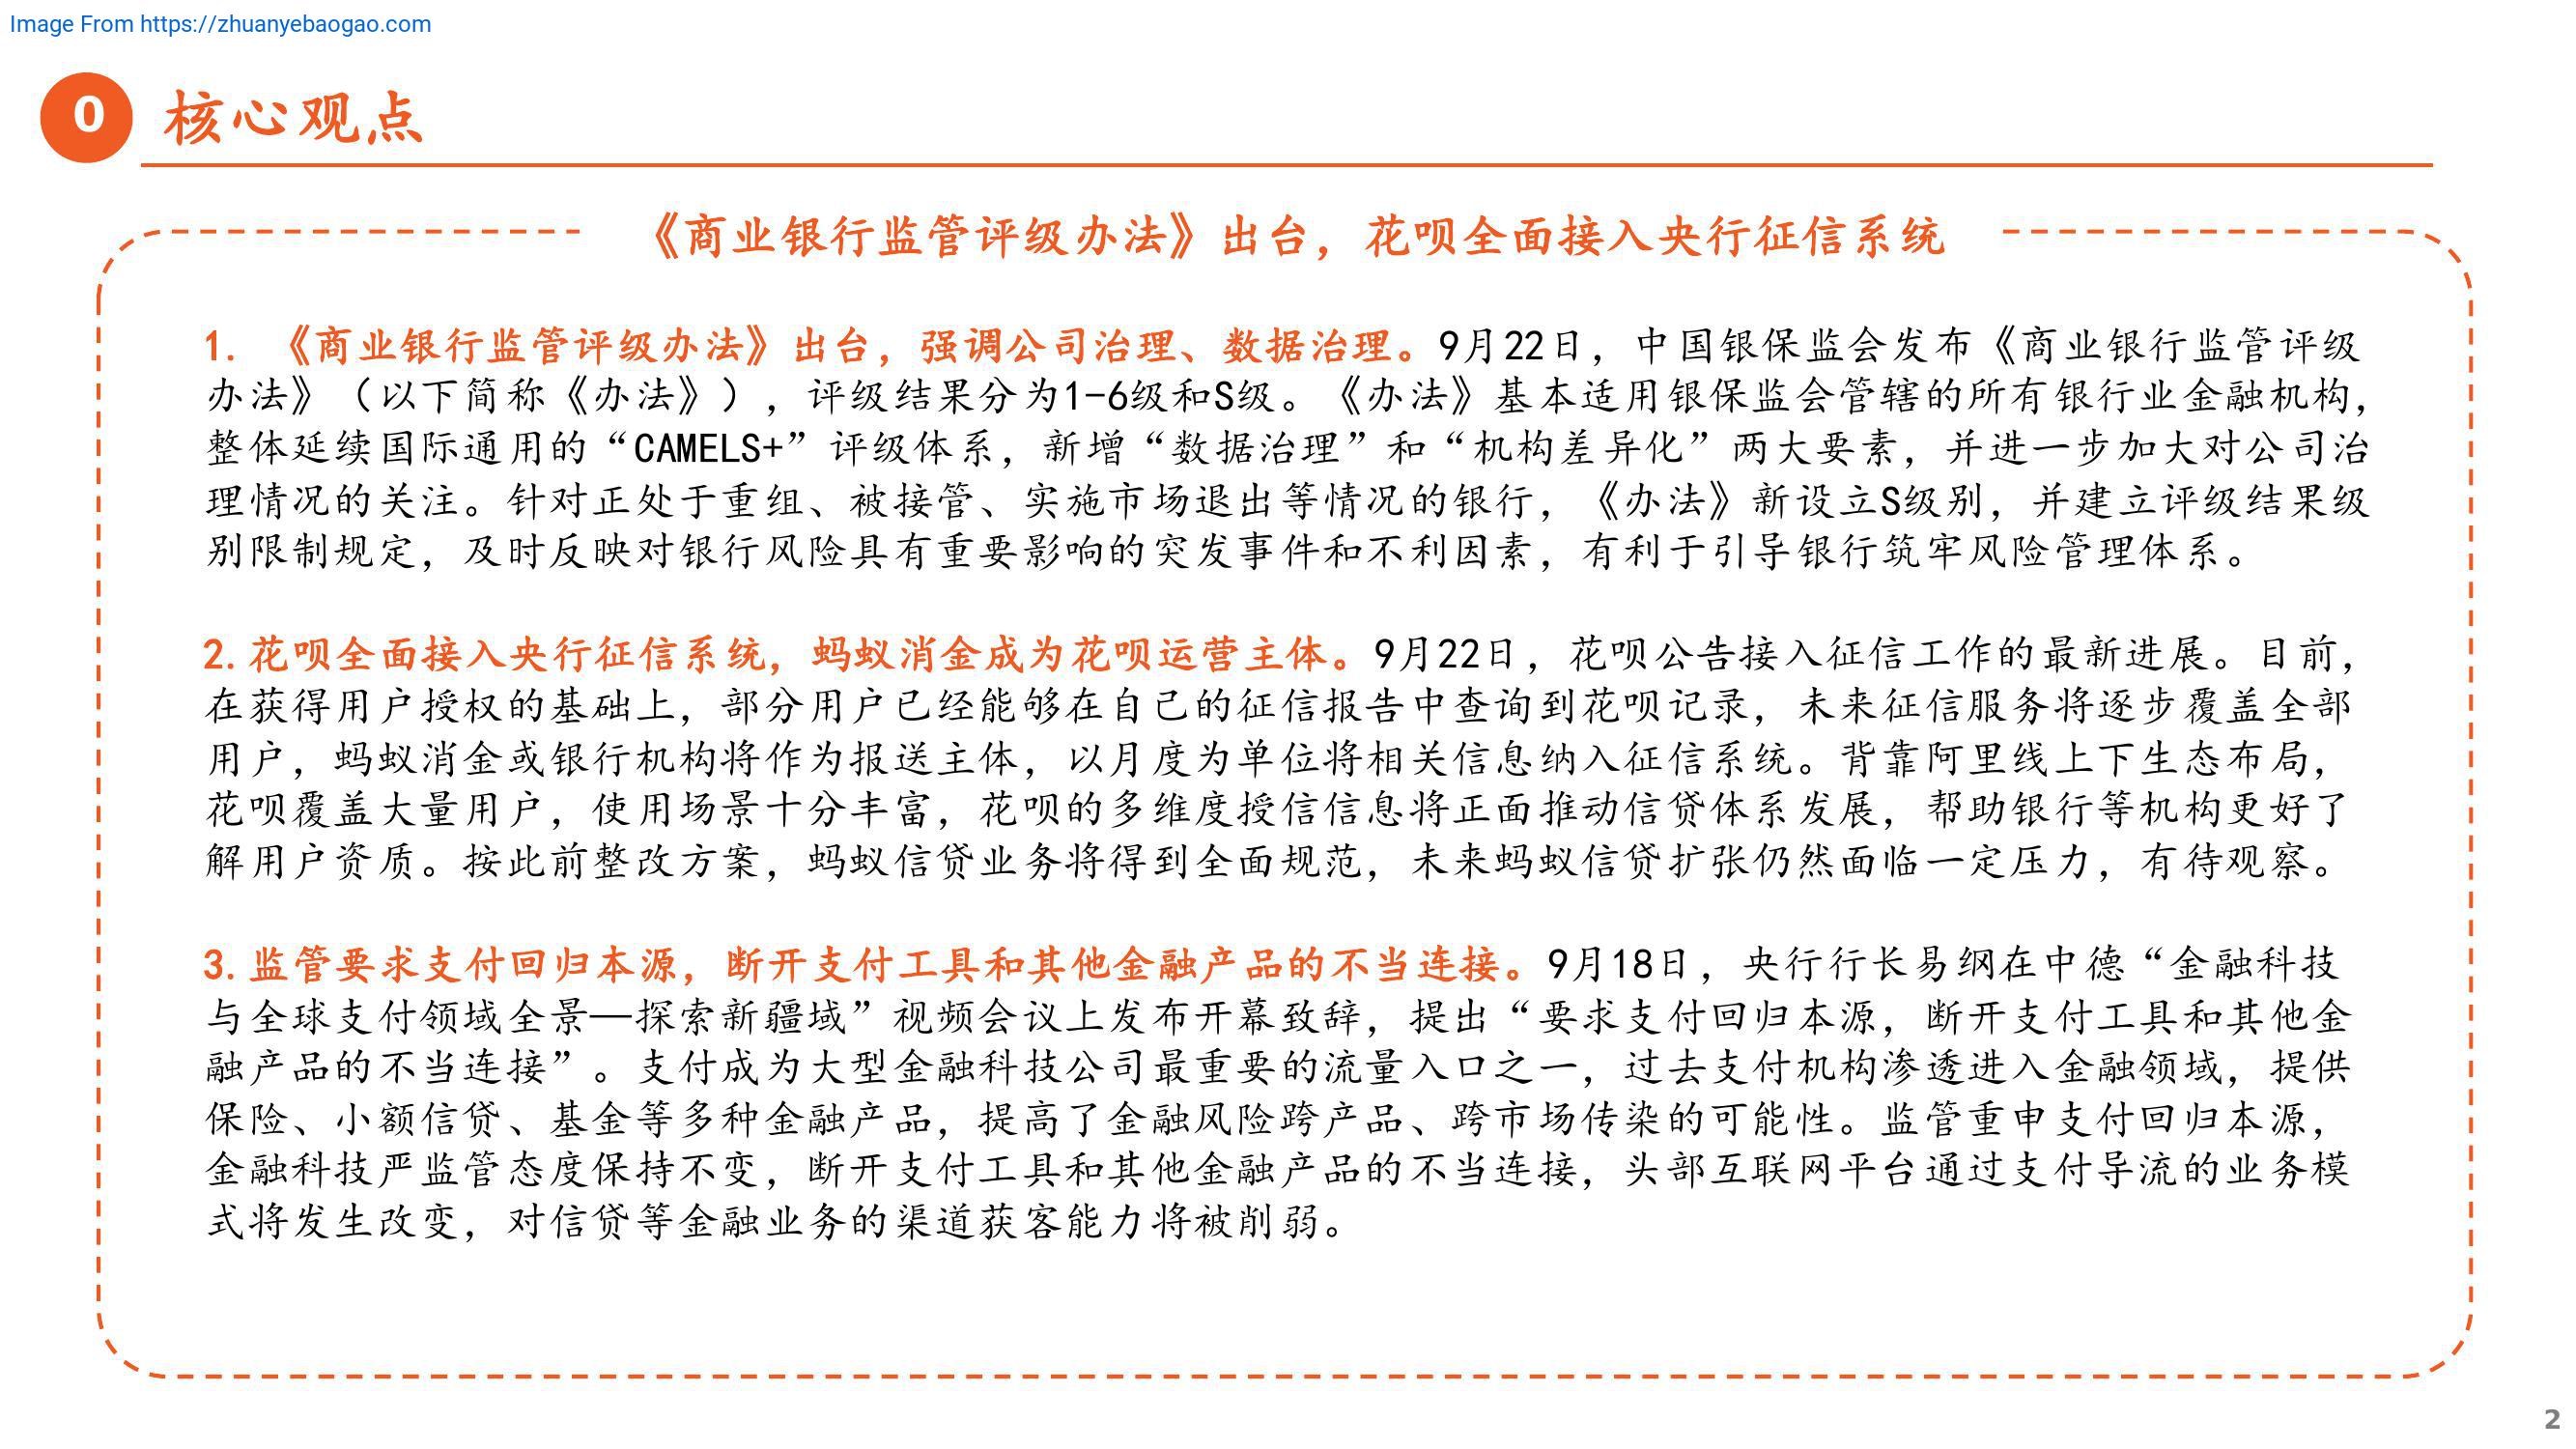 Image From https://zhuanyebaogao.com
0 核心观点
《商业银行监管评级办法》出台，花呗全面接入央行征信系统
1. 《商业银行监管评级办法》出台，强调公司治理、数据治理。9月22日，中国银保监会发布《商业银行监管评级
办法》（以下简称《办法》），评级结果分为1-6级和S级。《办法》基本适用银保监会管辖的所有银行业金融机构，
整体延续国际通用的“CAMELS+”评级体系，新增“数据治理”和“机构差异化”两大要素，并进一步加大对公司治
理情况的关注。针对正处于重组、被接管、实施市场退出等情况的银行，《办法》新设立S级别，并建立评级结果级
别限制规定，及时反映对银行风险具有重要影响的突发事件和不利因素，有利于引导银行筑牢风险管理体系。
2. 花呗全面接入央行征信系统，蚂蚁消金成为花呗运营主体。9月22日，花呗公告接入征信工作的最新进展。目前，
在获得用户授权的基础上，部分用户已经能够在自己的征信报告中查询到花呗记录，未来征信服务将逐步覆盖全部
用户，蚂蚁消金或银行机构将作为报送主体，以月度为单位将相关信息纳入征信系统。背靠阿里线上下生态布局，
花呗覆盖大量用户，使用场景十分丰富，花呗的多维度授信信息将正面推动信贷体系发展，帮助银行等机构更好了
解用户资质。按此前整改方案，蚂蚁信贷业务将得到全面规范，未来蚂蚁信贷扩张仍然面临一定压力，有待观察。
3. 监管要求支付回归本源，断开支付工具和其他金融产品的不当连接。9月18日，央行行长易纲在中德“金融科技
与全球支付领域全景—探索新疆域”视频会议上发布开幕致辞，提出“要求支付回归本源，断开支付工具和其他金
融产品的不当连接”。支付成为大型金融科技公司最重要的流量入口之一，过去支付机构渗透进入金融领域，提供
保险、小额信贷、基金等多种金融产品，提高了金融风险跨产品、跨市场传染的可能性。监管重申支付回归本源，
金融科技严监管态度保持不变，断开支付工具和其他金融产品的不当连接，头部互联网平台通过支付导流的业务模
式将发生改变，对信贷等金融业务的渠道获客能力将被削弱。
2